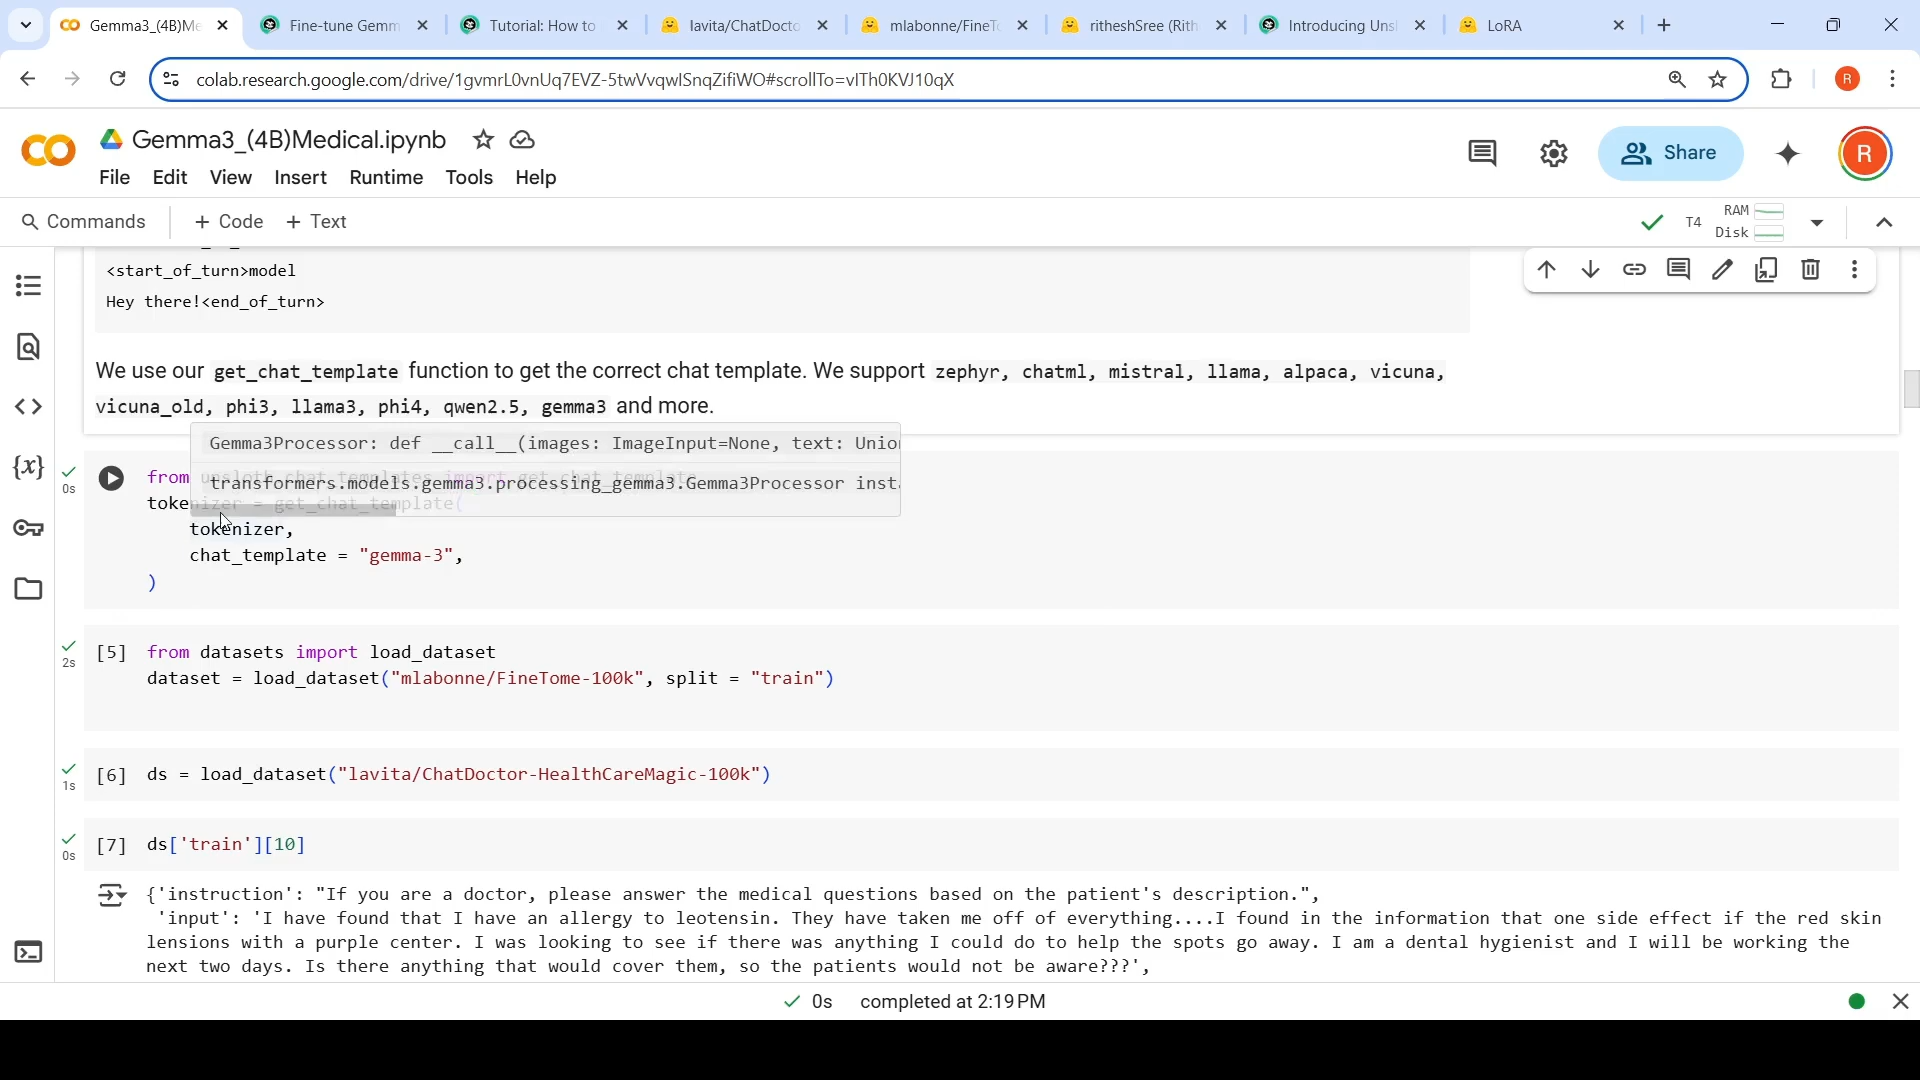 Gemma3_(4B)Me
Fine-tune Gemm
Tutorial: How to
lavita/ChatDocto
mlabonne/FineTo
ritheshSree (Rith
Introducing Uns
LoRA
colab.research.google.com/drive/1gvmrL0vnUq7EVZ-5twVvqwlSnqZifiWO#scrollTo=vITh0KVJ10qX
R
Gemma3_(4B)Medical.ipynb
File Edit View Insert Runtime Tools Help
Share
R
Commands
+ Code
+ Text
T4
RAM
Disk
<start_of_turn>model
Hey there!<end_of_turn>
We use our get_chat_template function to get the correct chat template. We support zephyr, chatml, mistral, llama, alpaca, vicuna,
vicuna_old, phi3, llama3, phi4, qwen2.5, gemma3 and more.
Gemma3Processor: def __call__(images: ImageInput=None, text: Union
0s
from unsloth.chat_templates import get_chat_template
transformers.models.gemma3.processing_gemma3.Gemma3Processor insta
tokenizer = get_chat_template(
tokenizer,
chat_template = "gemma-3",
)
2s
[5] from datasets import load_dataset
dataset = load_dataset("mlabonne/FineTome-100k", split = "train")
1s
[6] ds = load_dataset("lavita/ChatDoctor-HealthCareMagic-100k")
0s
[7] ds['train'][10]
{'instruction': "If you are a doctor, please answer the medical questions based on the patient's description.",
'input': 'I have found that I have an allergy to leotensin. They have taken me off of everything....I found in the information that one side effect if the red skin
lensions with a purple center. I was looking to see if there was anything I could do to help the spots go away. I am a dental hygienist and I will be working the
next two days. Is there anything that would cover them, so the patients would not be aware???',
0s completed at 2:19 PM